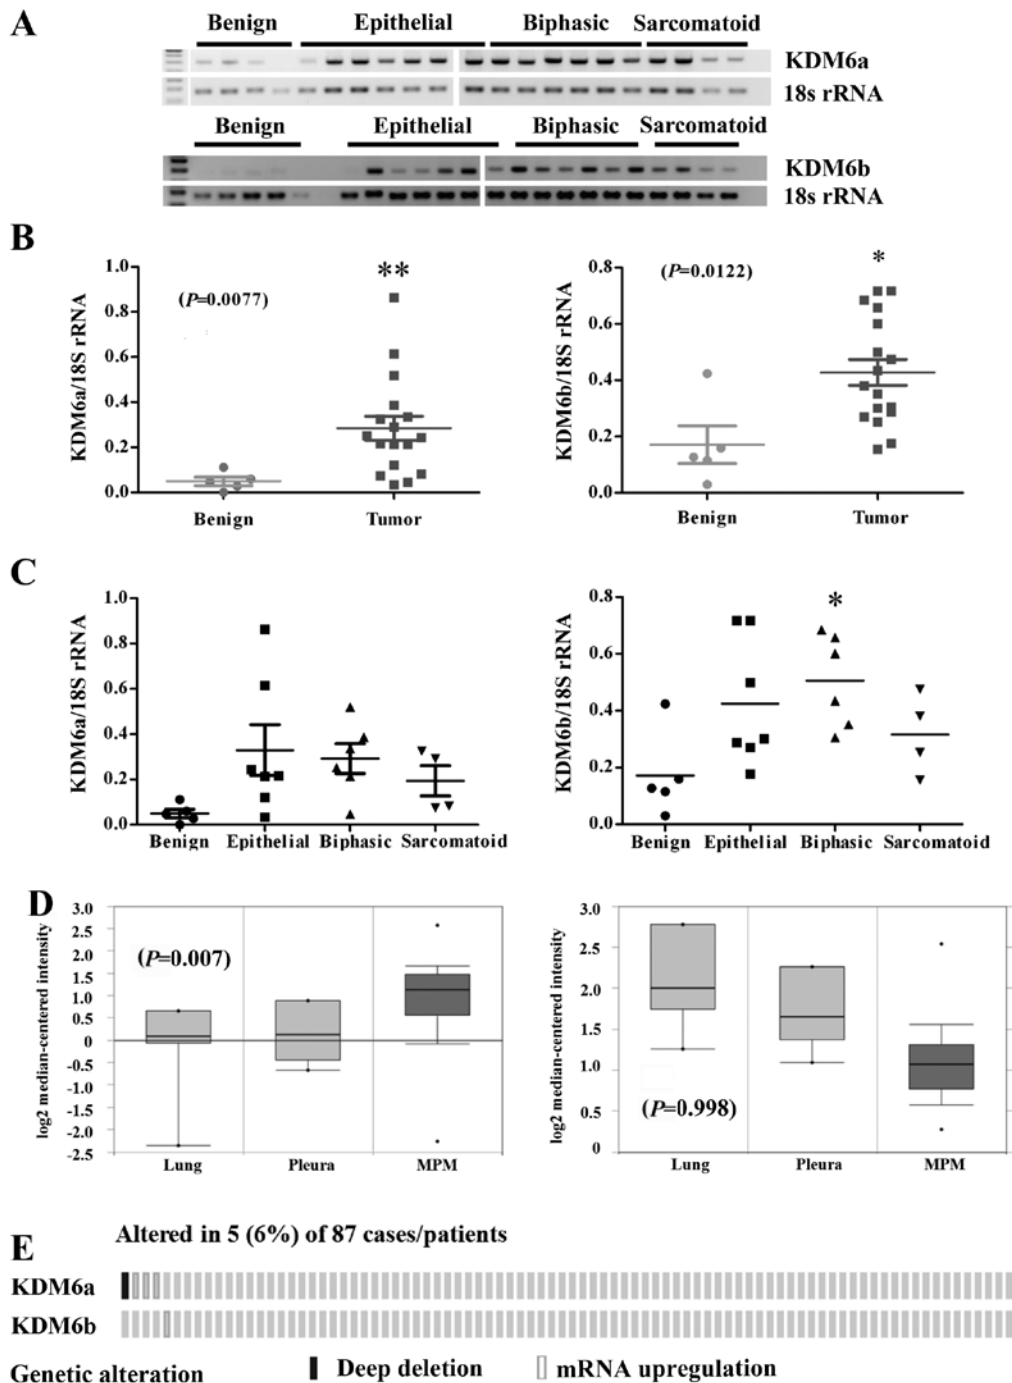 A
Benign Epithelial Biphasic Sarcomatoid
KDM6a
18s rRNA
Benign Epithelial Biphasic Sarcomatoid
KDM6b
18s rRNA
B
KDM6a/18S rRNA
1.0
0.8
0.6
0.4
0.2
0.0
(P=0.0077)
**
Benign Tumor
KDM6b/18S rRNA
0.8
0.6
0.4
0.2
0.0
(P=0.0122)
*
Benign Tumor
C
KDM6a/18S rRNA
1.0
0.8
0.6
0.4
0.2
0.0
Benign Epithelial Biphasic Sarcomatoid
KDM6b/18S rRNA
0.8
0.6
0.4
0.2
0.0
*
Benign Epithelial Biphasic Sarcomatoid
D
log2 median-centered intensity
3.0
2.5
2.0
1.5
1.0
0.5
0
-0.5
-1.0
-1.5
-2.0
-2.5
(P=0.007)
Lung Pleura MPM
log2 median-centered intensity
3.0
2.5
2.0
1.5
1.0
0.5
0
(P=0.998)
Lung Pleura MPM
E
Altered in 5 (6%) of 87 cases/patients
KDM6a
KDM6b
Genetic alteration Deep deletion mRNA upregulation